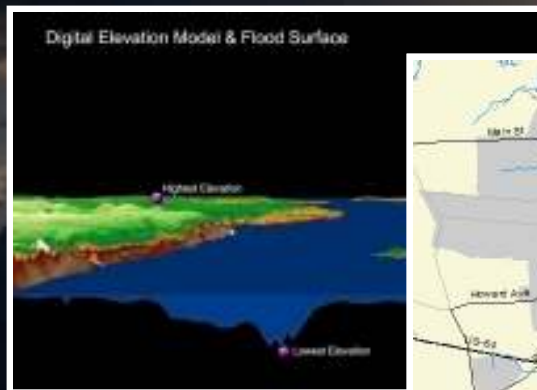 Digital Elevation Model & Flood Surface
Highest Elevation
Lowest Elevation
Main St
Howard Ave